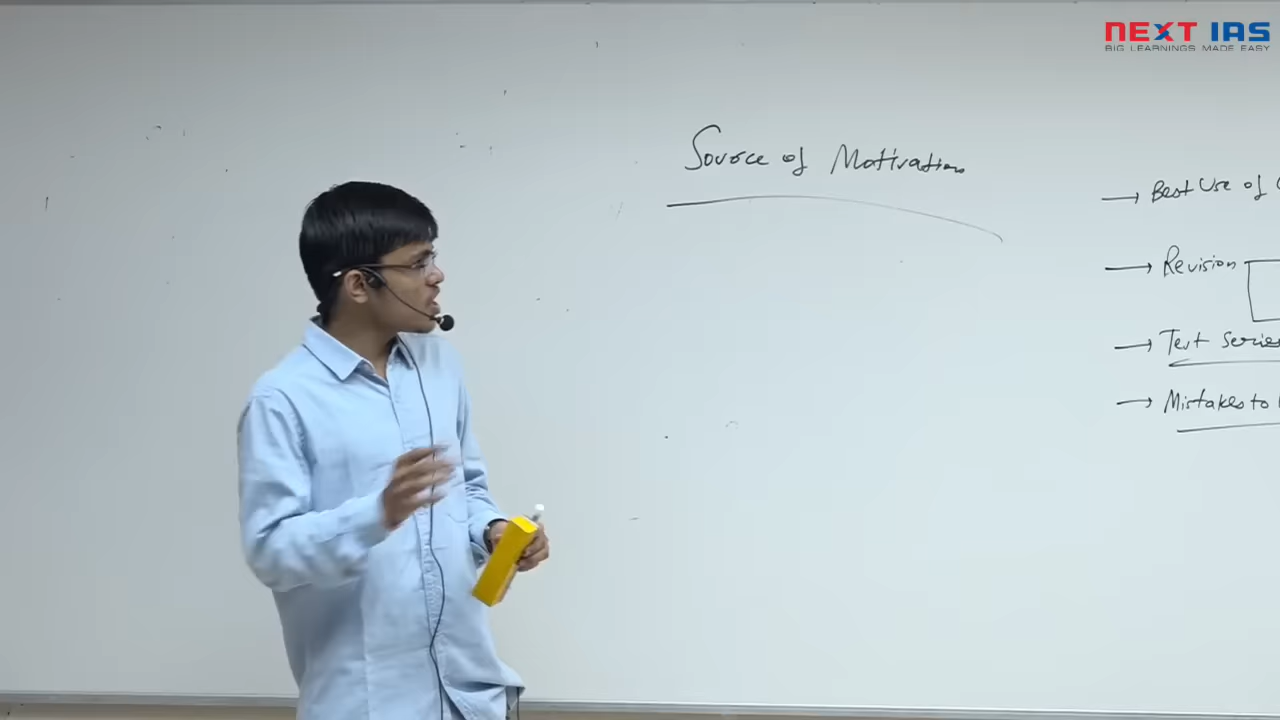 NEXT IAS
BIG LEARNINGS MADE EASY
Source of Motivation
→ Best Use of
→ Revision
→ Test Series
→ Mistakes to